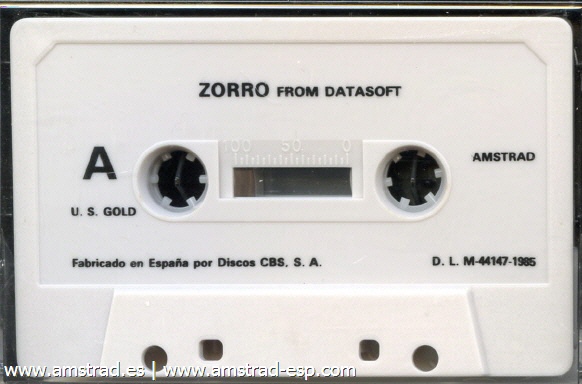 ZORRO FROM DATASOFT
100 50 0
A
AMSTRAD
U. S. GOLD
Fabricado en España por Discos CBS, S. A.
D. L. M-44147-1985
www.amstrad.es | www.amstrad-esp.com